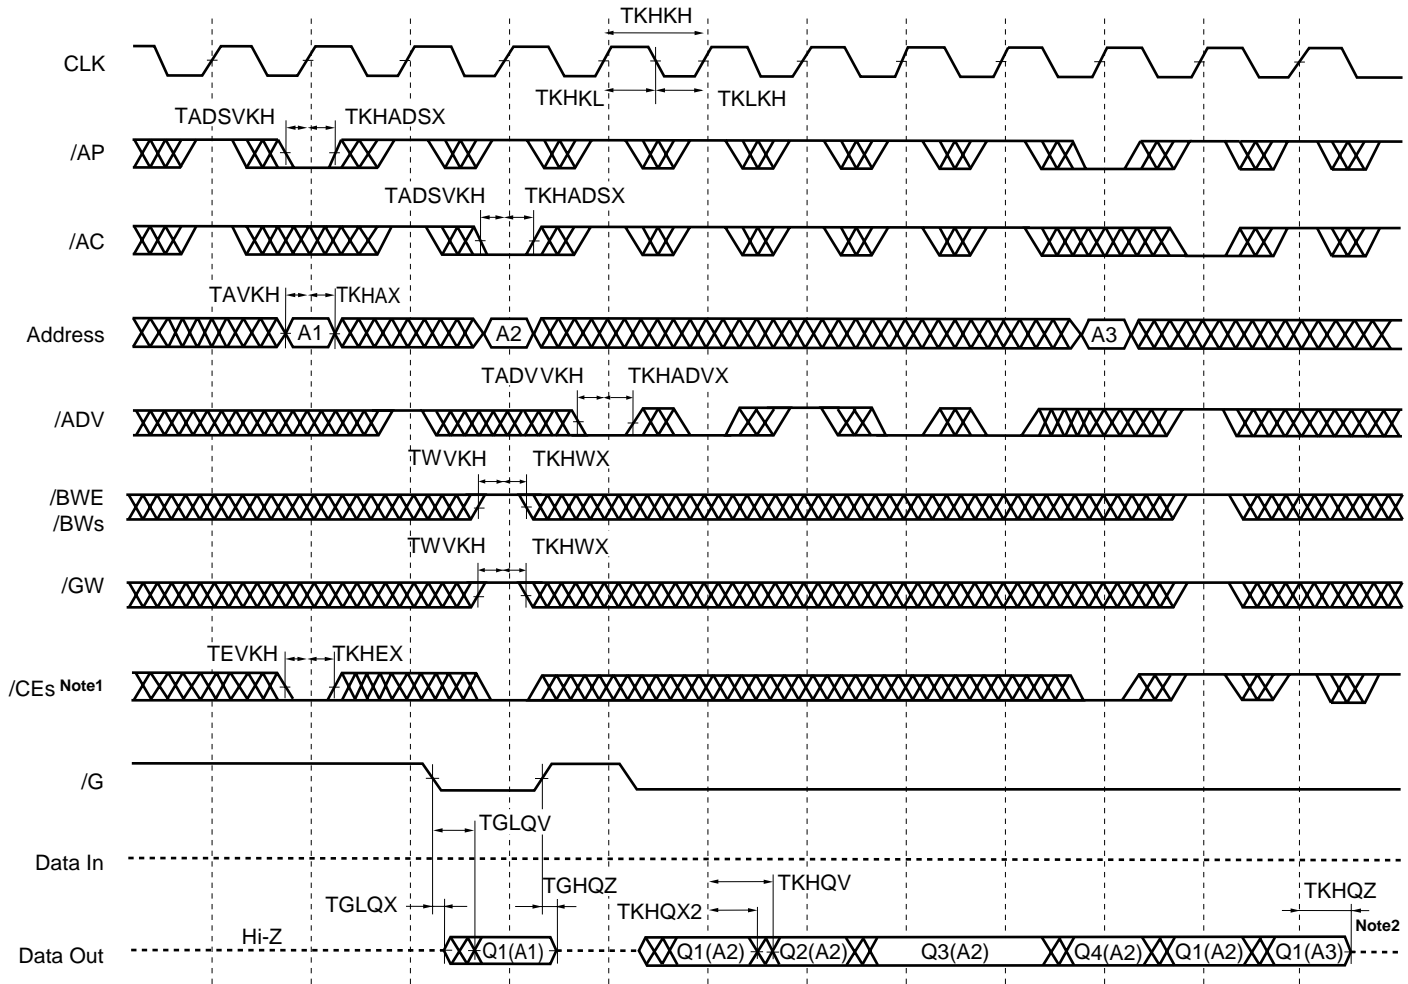 TKHKH
CLK
TKHKL
TKLKH
TADSVKH
TKHADSX
/AP
TADSVKH
TKHADSX
/AC
TAVKH
TKHAX
Address
A1
A2
A3
TADVVKH
TKHADVX
/ADV
TWVKH
TKHWX
/BWE
/BWs
TWVKH
TKHWX
/GW
TEVKH
TKHEX
/CEs Note1
/G
TGLQV
Data In
TGLQX
TGHQZ
TKHQV
TKHQX2
TKHQZ
Note2
Hi-Z
Data Out
Q1(A1)
Q1(A2)
Q2(A2)
Q3(A2)
Q4(A2)
Q1(A2)
Q1(A3)